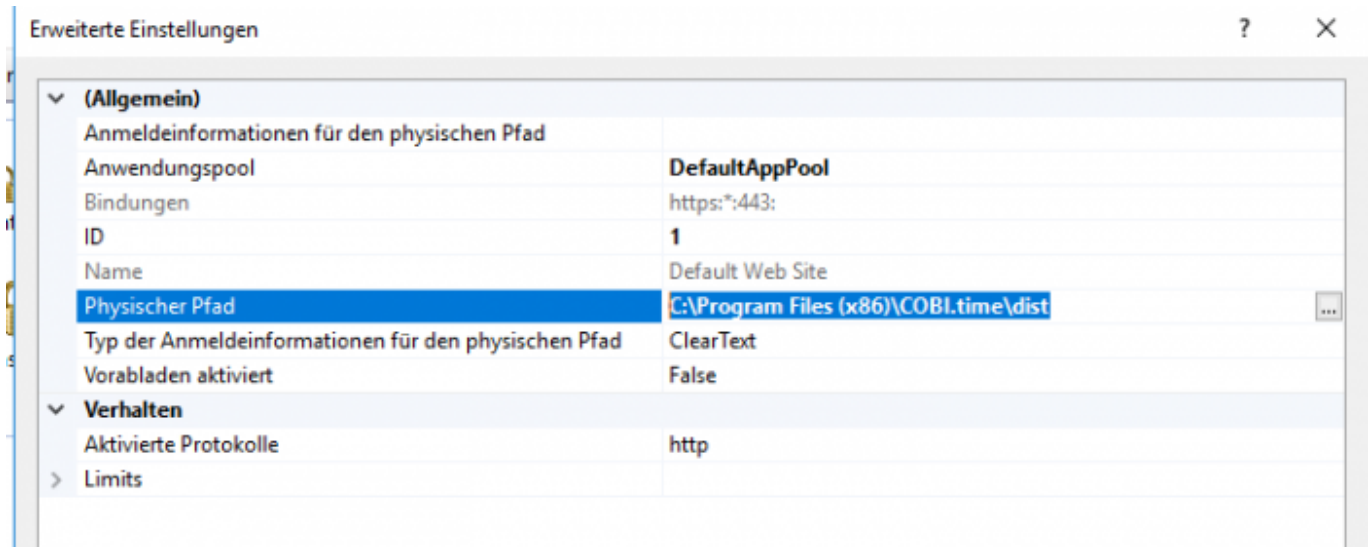 Erweiterte Einstellungen ?
(Allgemein)
Anmeldeinformationen für den physischen Pfad
Anwendungspool DefaultAppPool
Bindungen https:*:443:
ID 1
Name Default Web Site
Physischer Pfad C:\Program Files (x86)\COBI.time\dist ...
Typ der Anmeldeinformationen für den physischen Pfad ClearText
Vorabladen aktiviert False
Verhalten
Aktivierte Protokolle http
Limits